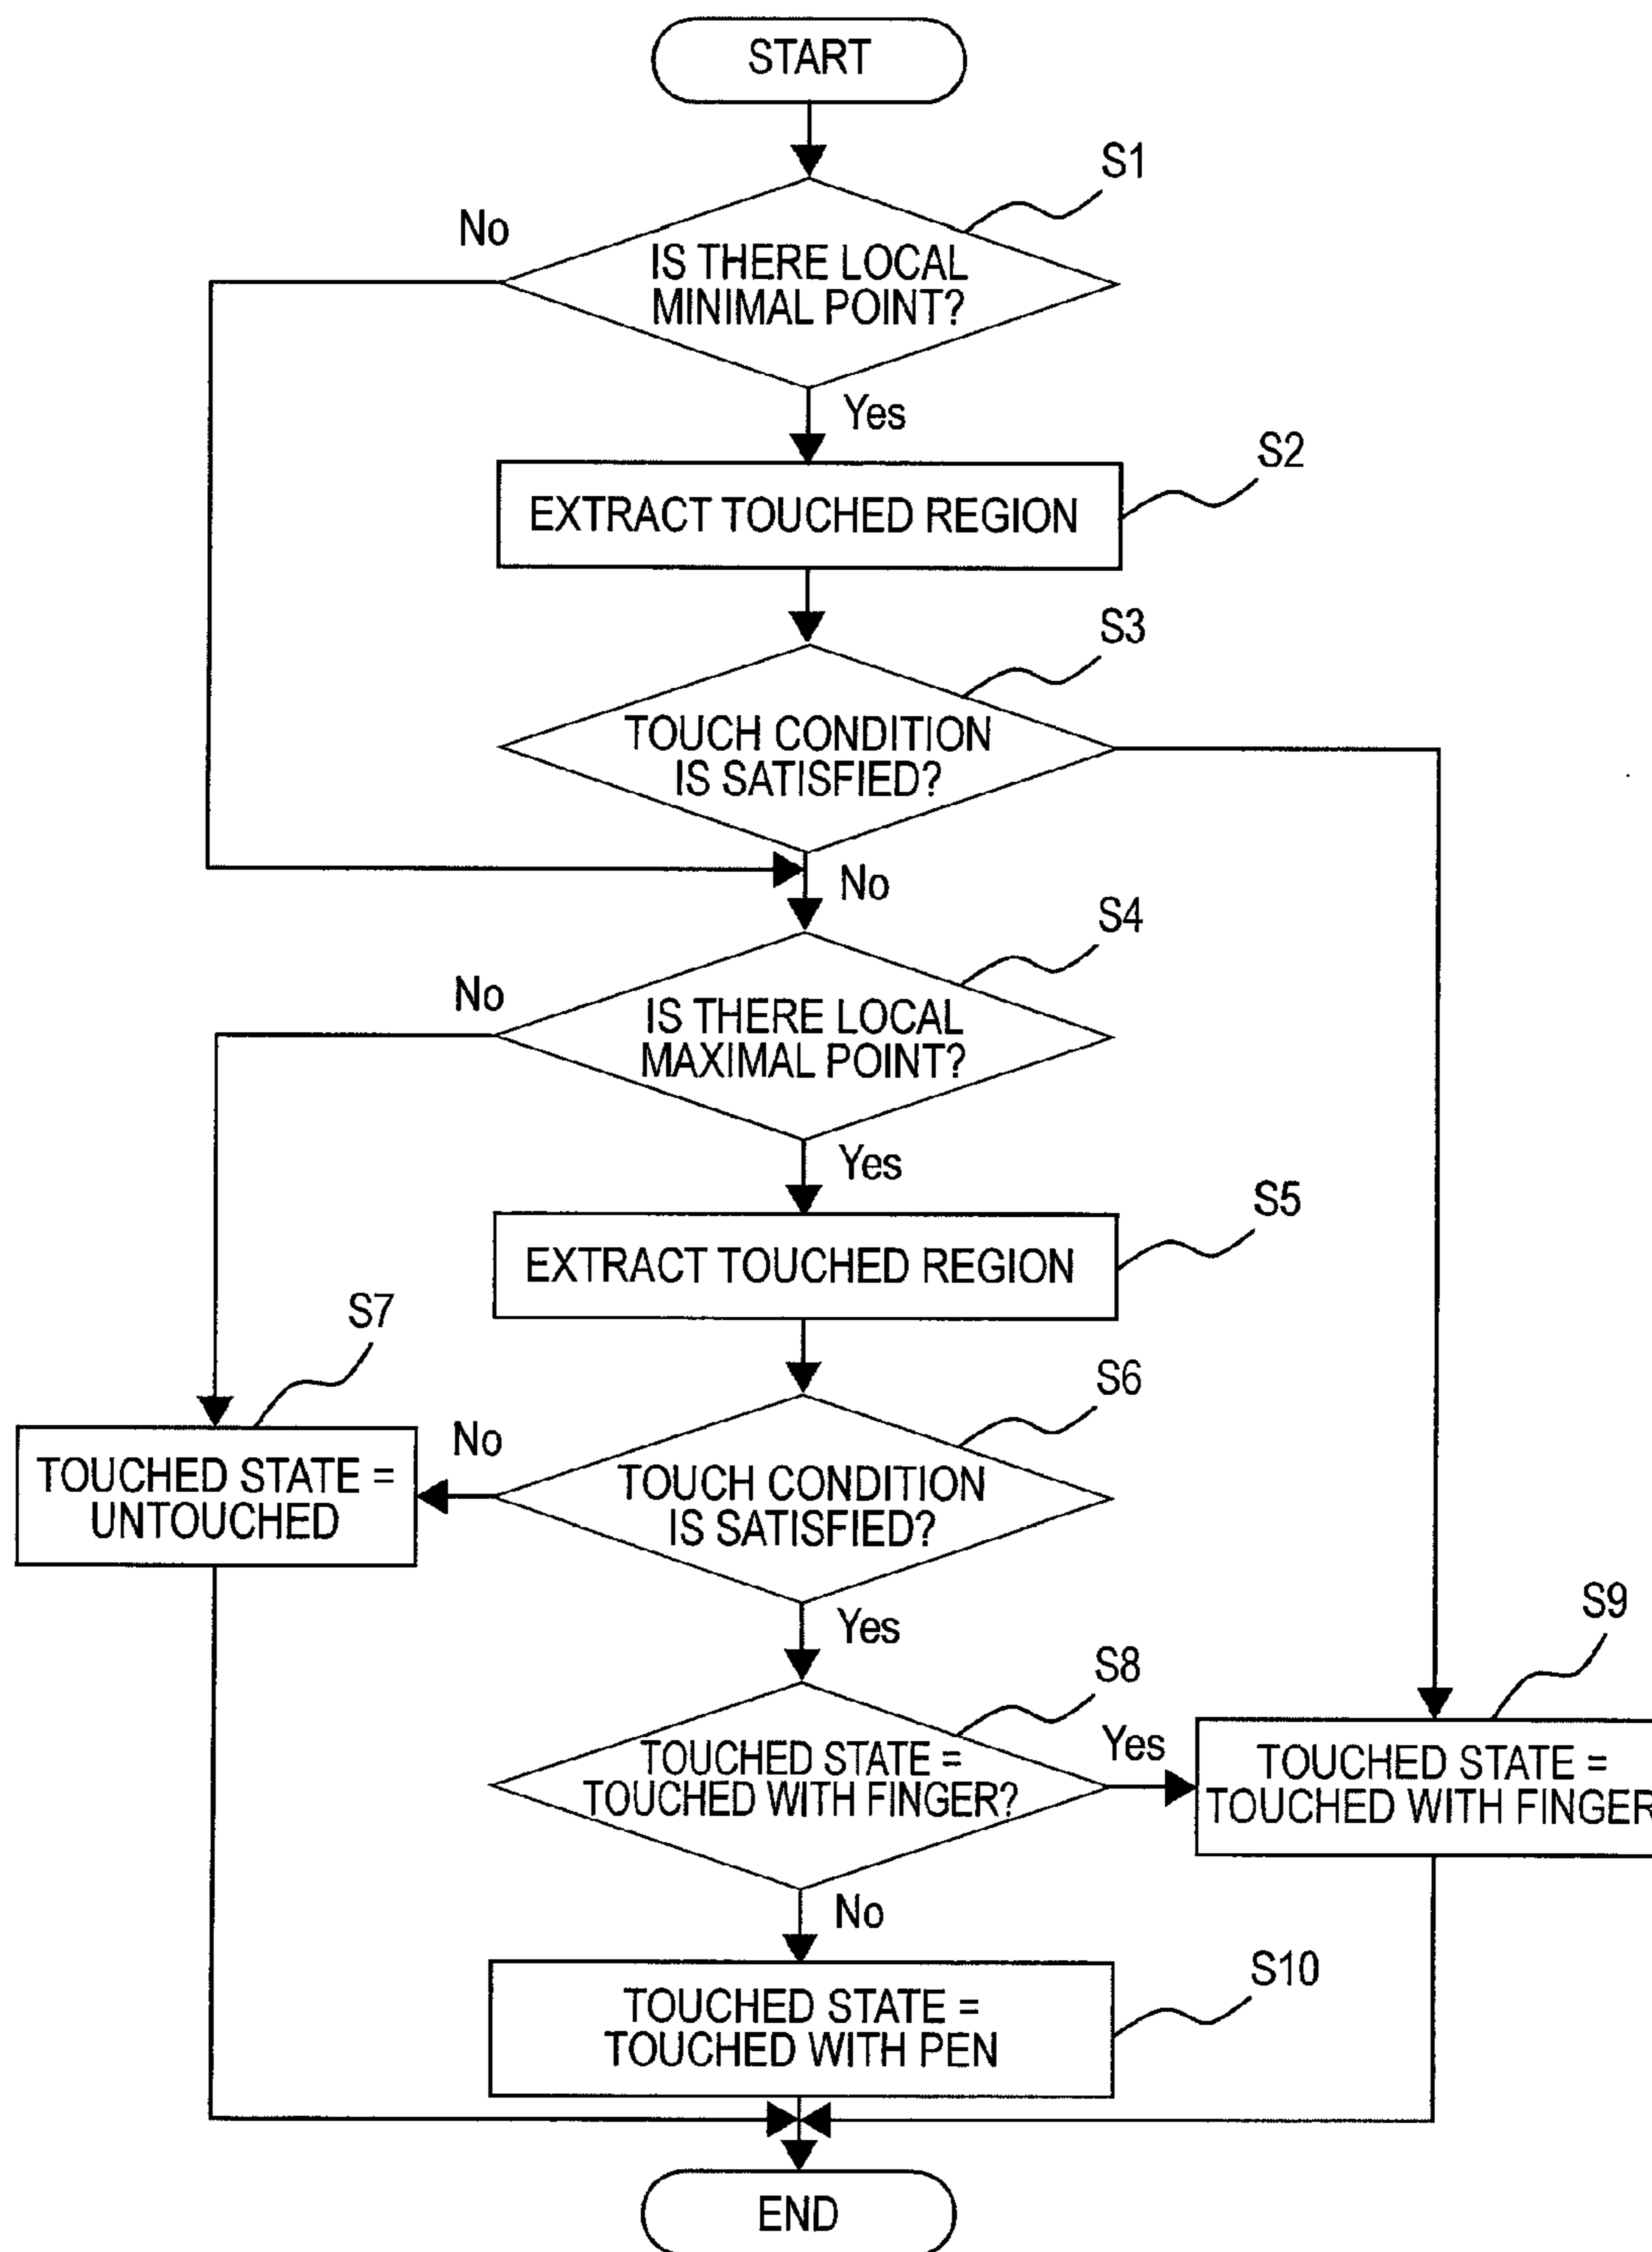 START
S1
No
IS THERE LOCAL
MINIMAL POINT?
Yes
S2
EXTRACT TOUCHED REGION
S3
TOUCH CONDITION
IS SATISFIED?
No
S4
No
IS THERE LOCAL
MAXIMAL POINT?
Yes
S5
EXTRACT TOUCHED REGION
S7
S6
No
TOUCHED STATE =
UNTOUCHED
TOUCH CONDITION
IS SATISFIED?
Yes
S9
S8
TOUCHED STATE =
TOUCHED WITH FINGER?
Yes
TOUCHED STATE =
TOUCHED WITH FINGER
No
S10
TOUCHED STATE =
TOUCHED WITH PEN
END